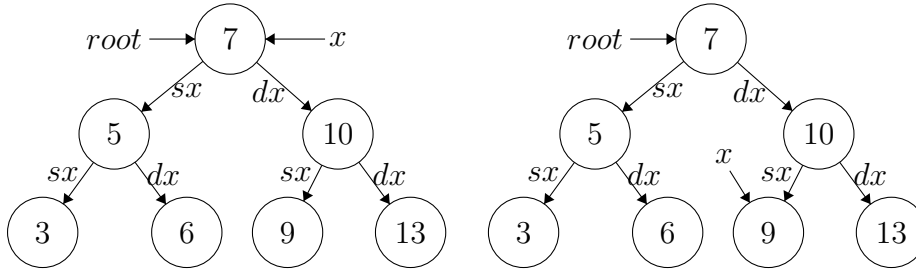 root 7 x root 7
sx dx sx dx
5 10 5 10
x
sx dx sx dx sx dx sx dx
3 6 9 13 3 6 9 13